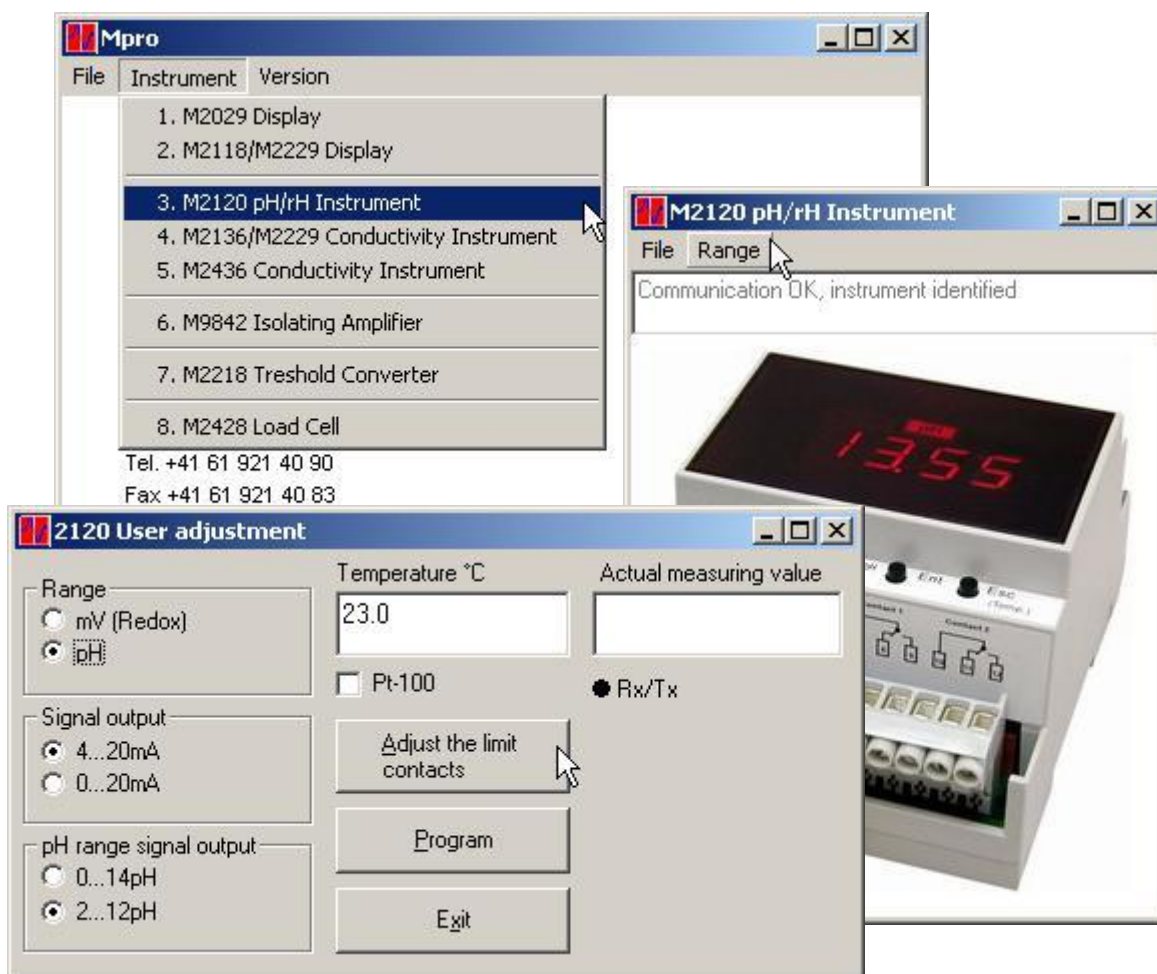 Mpro
File Instrument Version
1. M2029 Display
2. M2118/M2229 Display
3. M2120 pH/rH Instrument
4. M2136/M2229 Conductivity Instrument
5. M2436 Conductivity Instrument
6. M9842 Isolating Amplifier
7. M2218 Treshold Converter
8. M2428 Load Cell
Tel. +41 61 921 40 90
Fax +41 61 921 40 83
M2120 pH/rH Instrument
File Range
Communication OK, instrument identified
pH
13.55
Ent
Esc
(Temp.)
Contact 1
Contact 2
2120 User adjustment
Range
mV (Redox)
pH
Signal output
4...20mA
0...20mA
pH range signal output
0...14pH
2...12pH
Temperature °C
23.0
Pt-100
Adjust the limit
contacts
Program
Exit
Actual measuring value
Rx/Tx